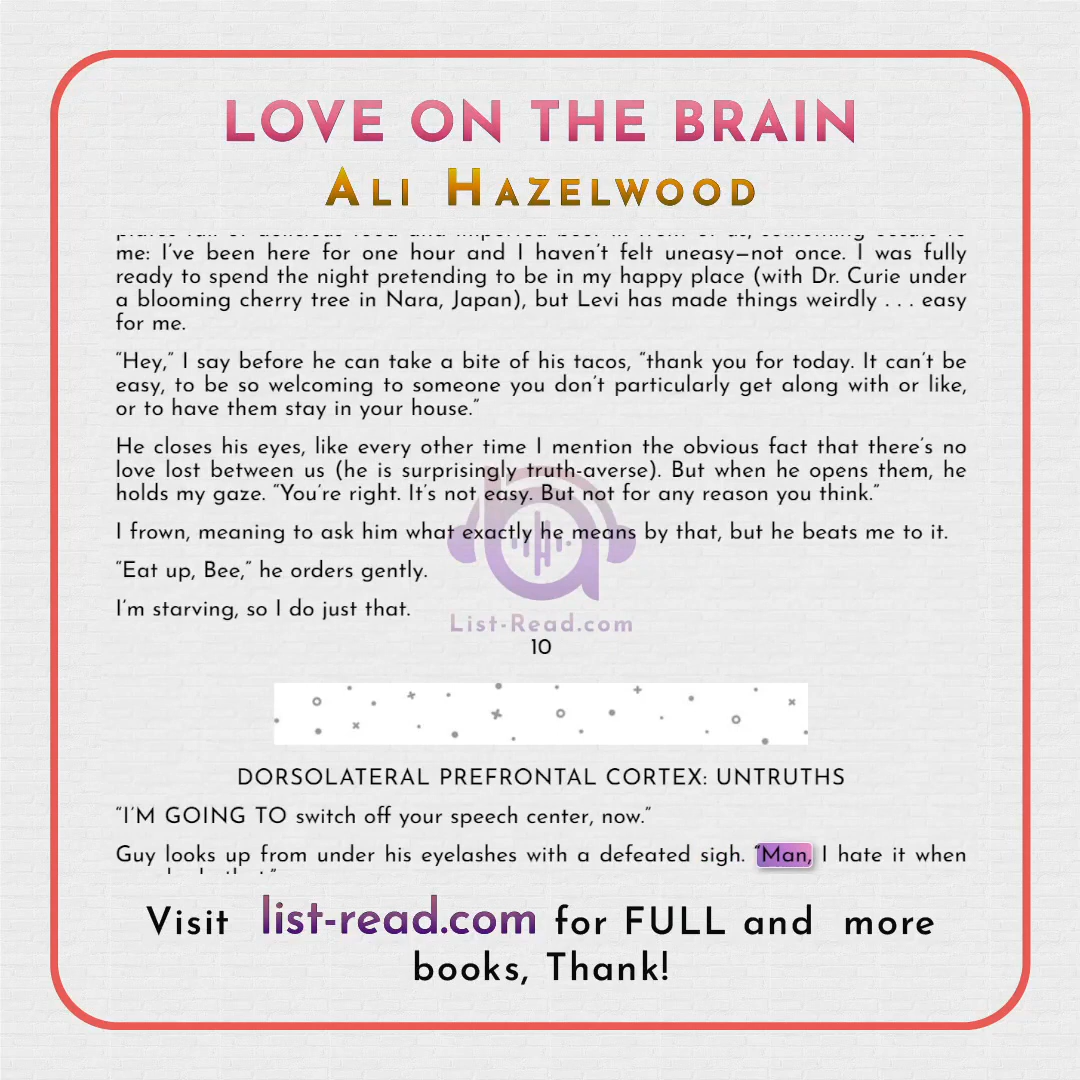 LOVE ON THE BRAIN
ALI HAZELWOOD
me: I've been here for one hour and I haven't felt uneasy—not once. I was fully
ready to spend the night pretending to be in my happy place (with Dr. Curie under
a blooming cherry tree in Nara, Japan), but Levi has made things weirdly . . . easy
for me.
“Hey,” I say before he can take a bite of his tacos, “thank you for today. It can't be
easy, to be so welcoming to someone you don't particularly get along with or like,
or to have them stay in your house.”
He closes his eyes, like every other time I mention the obvious fact that there's no
love lost between us (he is surprisingly truth-averse). But when he opens them, he
holds my gaze. “You're right. It's not easy. But not for any reason you think.”
I frown, meaning to ask him what exactly he means by that, but he beats me to it.
“Eat up, Bee,” he orders gently.
I'm starving, so I do just that.
List-Read.com
10
DORSOLATERAL PREFRONTAL CORTEX: UNTRUTHS
“I'M GOING TO switch off your speech center, now.”
Guy looks up from under his eyelashes with a defeated sigh. “Man, I hate it when
Visit list-read.com for FULL and more
books, Thank!